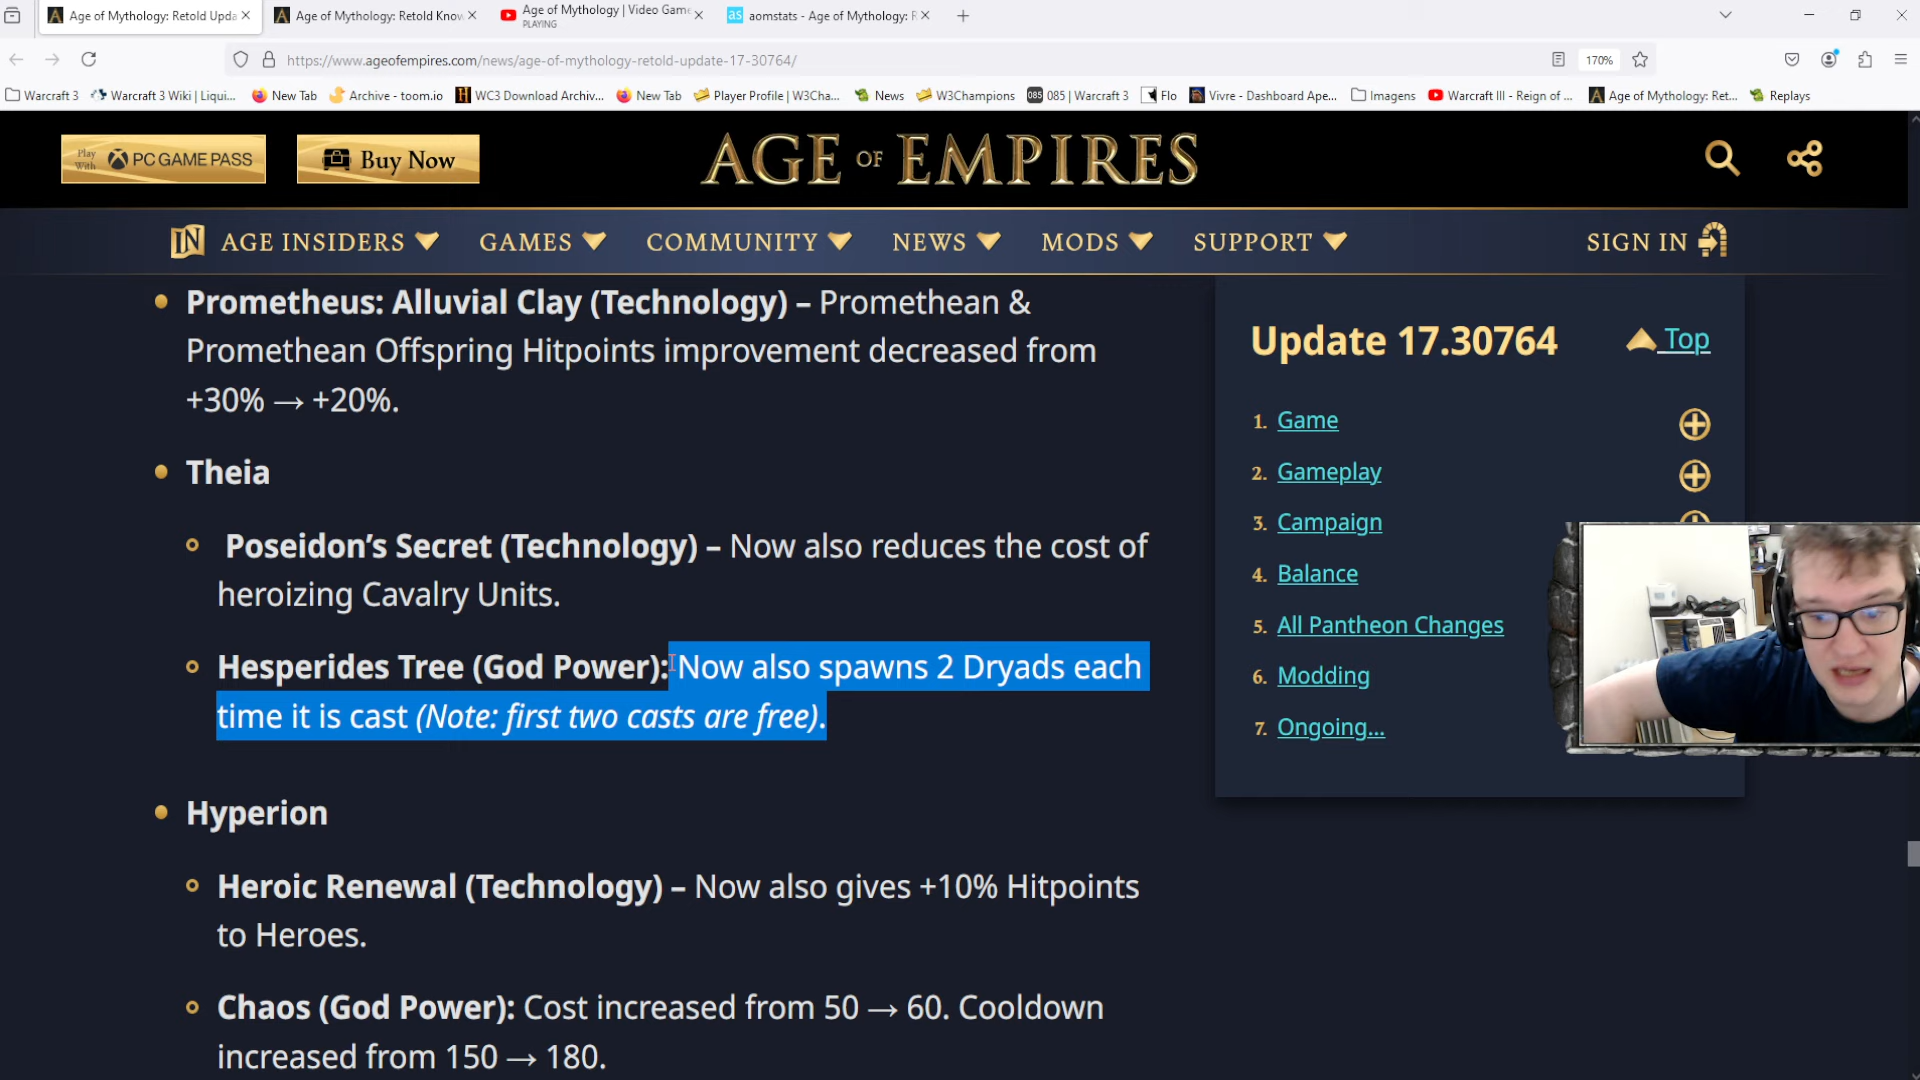 Age of Mythology: Retold Upda
Age of Mythology: Retold Know
Age of Mythology | Video Game
PLAYING
as aomstats - Age of Mythology: R
https://www.ageofempires.com/news/age-of-mythology-retold-update-17-30764/
170%
Warcraft 3
Warcraft 3 Wiki | Liqui...
New Tab
Archive - toom.io
WC3 Download Archiv...
New Tab
Player Profile | W3Cha...
News
W3Champions
085 085 | Warcraft 3
Flo
Vivre - Dashboard Ape...
Imagens
Warcraft III - Reign of ...
Age of Mythology: Ret...
Replays
Play With PC GAME PASS
Buy Now
AGE OF EMPIRES
IN AGE INSIDERS
GAMES
COMMUNITY
NEWS
MODS
SUPPORT
SIGN IN
Prometheus: Alluvial Clay (Technology) – Promethean &
Promethean Offspring Hitpoints improvement decreased from
+30% → +20%.
Theia
Poseidon’s Secret (Technology) – Now also reduces the cost of
heroizing Cavalry Units.
Hesperides Tree (God Power): Now also spawns 2 Dryads each
time it is cast (Note: first two casts are free).
Hyperion
Heroic Renewal (Technology) – Now also gives +10% Hitpoints
to Heroes.
Chaos (God Power): Cost increased from 50 → 60. Cooldown
increased from 150 → 180.
Update 17.30764
Top
1. Game
2. Gameplay
3. Campaign
4. Balance
5. All Pantheon Changes
6. Modding
7. Ongoing...